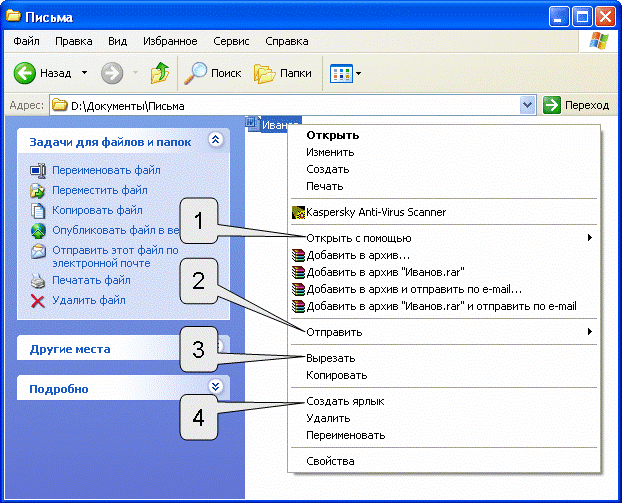 Письма
Файл Правка Вид Избранное Сервис Справка
Назад Поиск Папки
Адрес: D:\Документы\Письма Переход
Задачи для файлов и папок
Переименовать файл
Переместить файл
Копировать файл
Опубликовать файл в ве
Отправить этот файл по
электронной почте
Печатать файл
Удалить файл
Другие места
Подробно
Иванов
Открыть
Изменить
Создать
Печать
Kaspersky Anti-Virus Scanner
1
Открыть с помощью
Добавить в архив...
Добавить в архив "Иванов.rar"
Добавить в архив и отправить по e-mail...
Добавить в архив "Иванов.rar" и отправить по e-mail
2
Отправить
3
Вырезать
Копировать
4
Создать ярлык
Удалить
Переименовать
Свойства